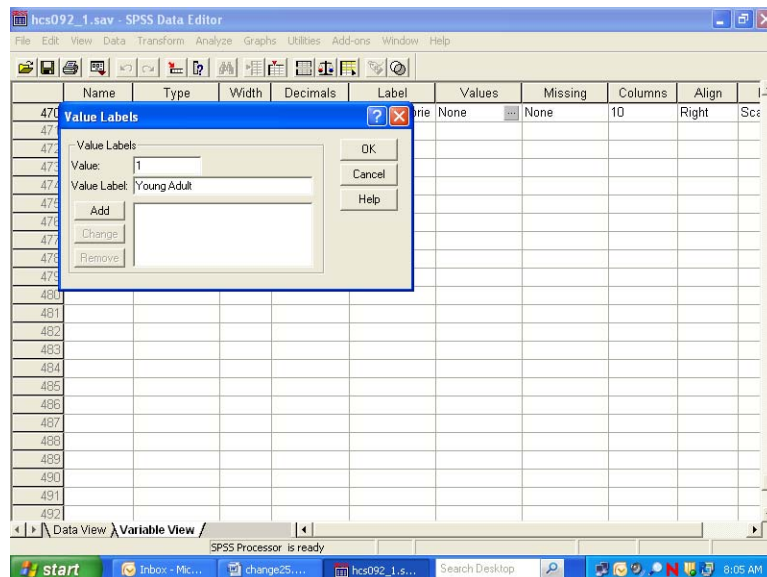 hcs092_1.sav - SPSS Data Editor
File Edit View Data Transform Analyze Graphs Utilities Add-ons Window Help
Name Type Width Decimals Label Values Missing Columns Align
470 Value Labels prie None ... None 10 Right Sca
471
472 Value Labels OK
473 Value: 1
Cancel
474 Value Label: Young Adult
475 Add Help
476
477 Change
478 Remove
479
480
481
482
483
484
485
486
487
488
489
490
491
492
Data View Variable View
SPSS Processor is ready
start Inbox - Mic... change25.... hcs092_1.s... Search Desktop 8:05 AM